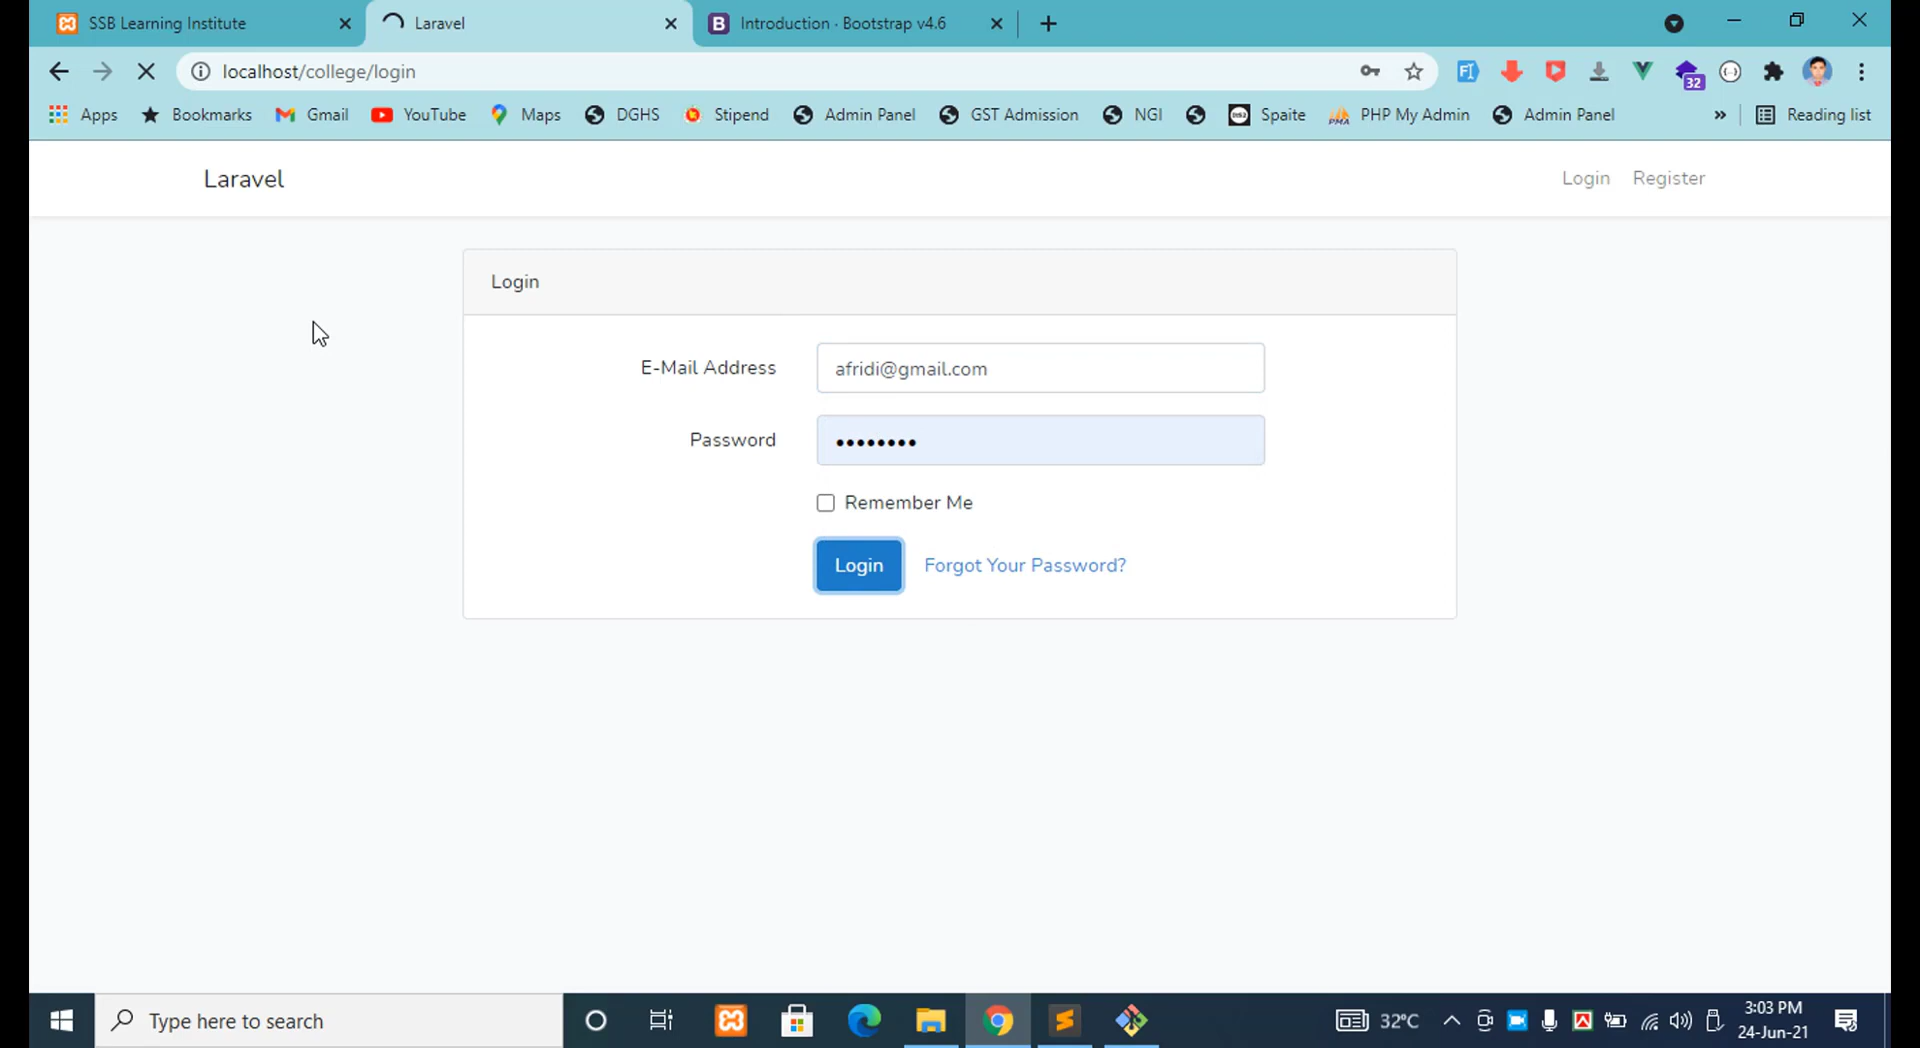 SSB Learning Institute
Laravel
Introduction · Bootstrap v4.6
localhost/college/login
32
Apps
Bookmarks
Gmail
YouTube
Maps
DGHS
Stipend
Admin Panel
GST Admission
NGI
Spaite
PHP My Admin
Admin Panel
»
Reading list
Laravel
Login
Register
Login
E-Mail Address
afridi@gmail.com
Password
••••••••
Remember Me
Login
Forgot Your Password?
Type here to search
32°C
3:03 PM
24-Jun-21